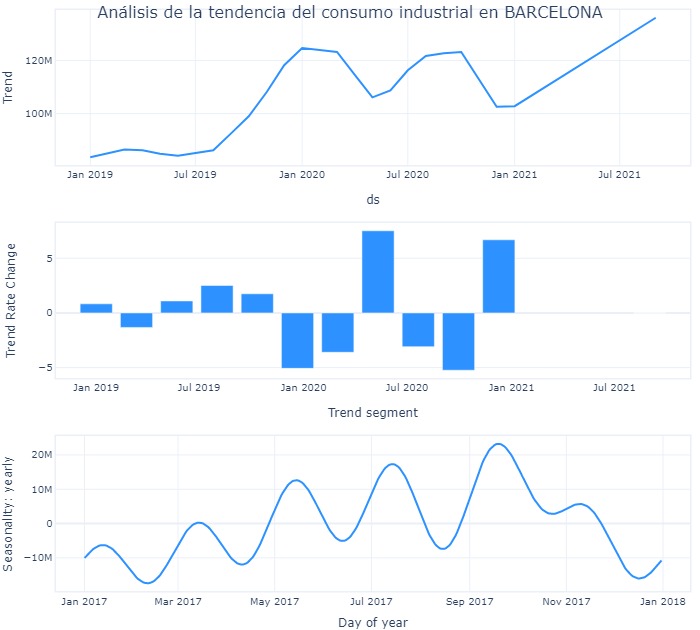 Análisis de la tendencia del consumo industrial en BARCELONA
120M
100M
Trend
Jan 2019 Jul 2019 Jan 2020 Jul 2020 Jan 2021 Jul 2021
ds
5
0
−5
Trend Rate Change
Jan 2019 Jul 2019 Jan 2020 Jul 2020 Jan 2021 Jul 2021
Trend segment
20M
10M
0
−10M
Seasonality: yearly
Jan 2017 Mar 2017 May 2017 Jul 2017 Sep 2017 Nov 2017 Jan 2018
Day of year